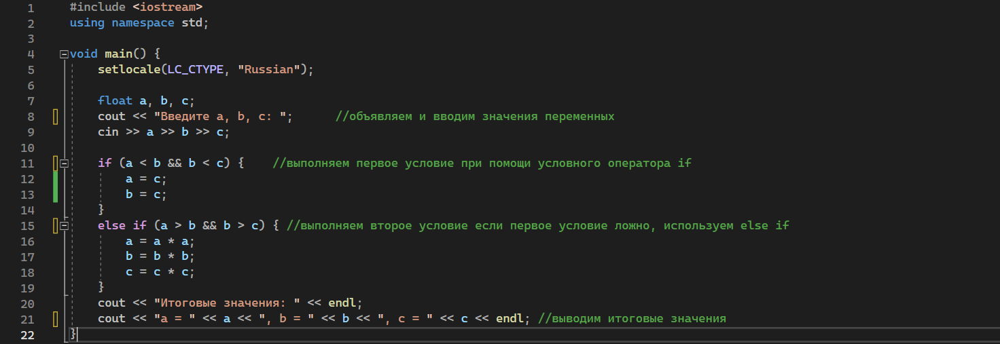 1 #include <iostream>
2 using namespace std;
3
4 void main() {
5 setlocale(LC_CTYPE, "Russian");
6
7 float a, b, c;
8 cout << "Введите a, b, c: "; //объявляем и вводим значения переменных
9 cin >> a >> b >> c;
10
11 if (a < b && b < c) { //выполняем первое условие при помощи условного оператора if
12 a = c;
13 b = c;
14 }
15 else if (a > b && b > c) { //выполняем второе условие если первое условие ложно, используем else if
16 a = a * a;
17 b = b * b;
18 c = c * c;
19 }
20 cout << "Итоговые значения: " << endl;
21 cout << "a = " << a << ", b = " << b << ", c = " << c << endl; //выводим итоговые значения
22 }